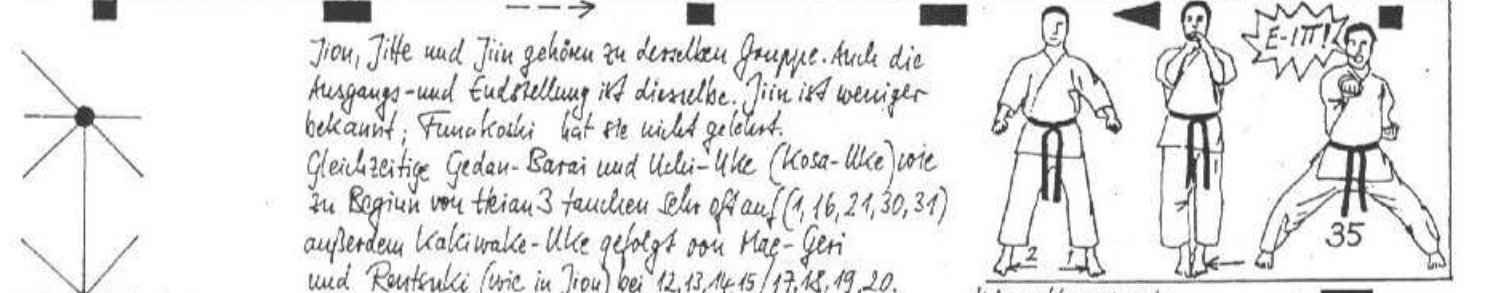 Jion, Jitte und Jiin gehören zu derselben Gruppe. Auch die
Ausgangs- und Endstellung ist dieselbe. Jiin ist weniger
bekannt; Funakoshi hat sie nicht gelehrt.
Gleichzeitige Gedan-Barai und Uchi-Uke (Kosa-Uke) wie
zu Beginn von Heian 3 tauchen sehr oft auf (1, 16, 21, 30, 31)
außerdem Kakiwake-Uke gefolgt von Mae-Geri
und Rentsuki (wie in Jion) bei 12,13,14,15/17,18,19,20.
E-ITT!
2 1
35